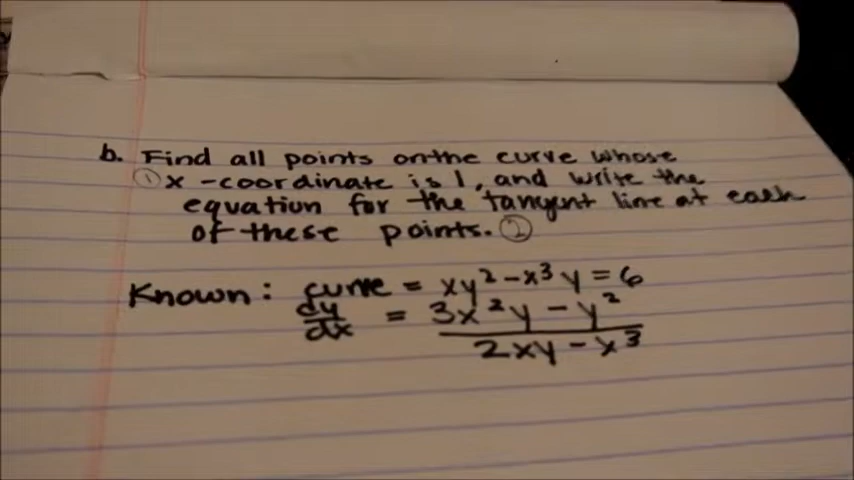 b. Find all points on the curve whose
① x-coordinate is 1, and write the
equation for the tangent line at each
of these points. ②
Known: curve = xy² - x³y = 6
dy/dx = 3x²y - y² / 2xy - x³